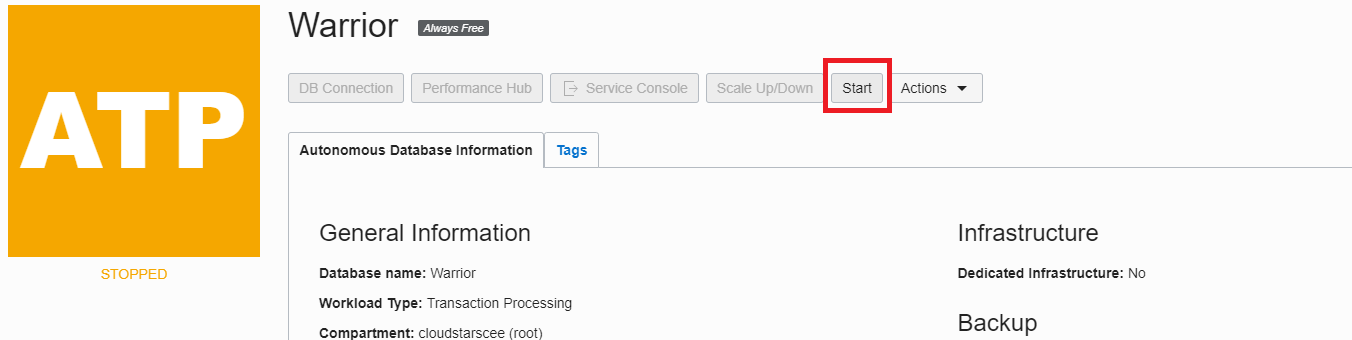 Warrior Always Free
ATP
DB Connection Performance Hub Service Console Scale Up/Down Start Actions
STOPPED
Autonomous Database Information Tags
General Information
Database name: Warrior
Workload Type: Transaction Processing
Compartment: cloudstarscee (root)
Infrastructure
Dedicated Infrastructure: No
Backup